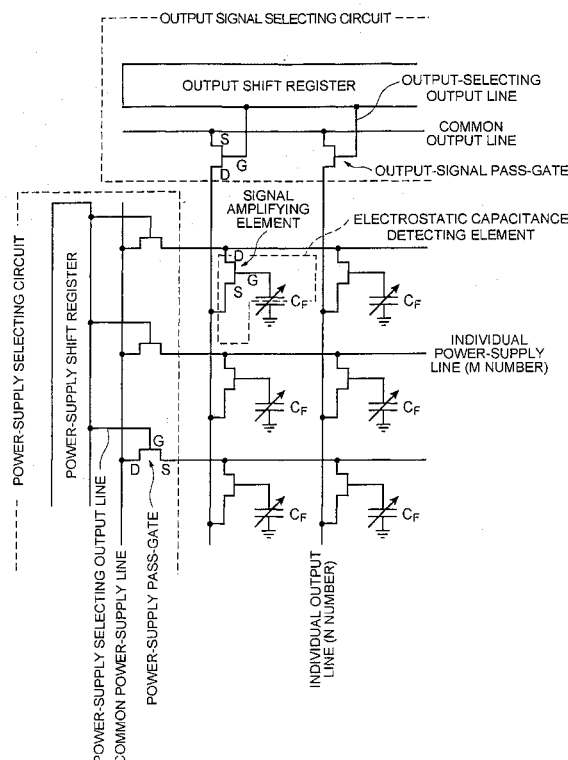 OUTPUT SIGNAL SELECTING CIRCUIT
OUTPUT SHIFT REGISTER
OUTPUT-SELECTING
OUTPUT LINE
COMMON
OUTPUT LINE
S
G
D
OUTPUT-SIGNAL PASS-GATE
SIGNAL
AMPLIFYING
ELEMENT
ELECTROSTATIC CAPACITANCE
DETECTING ELEMENT
POWER-SUPPLY SELECTING CIRCUIT
POWER-SUPPLY SHIFT REGISTER
D
G
S
CF
CF
INDIVIDUAL
POWER-SUPPLY
LINE (M NUMBER)
CF
CF
G
D
S
CF
CF
POWER-SUPPLY SELECTING OUTPUT LINE
COMMON POWER-SUPPLY LINE
POWER-SUPPLY PASS-GATE
INDIVIDUAL OUTPUT
LINE (N NUMBER)